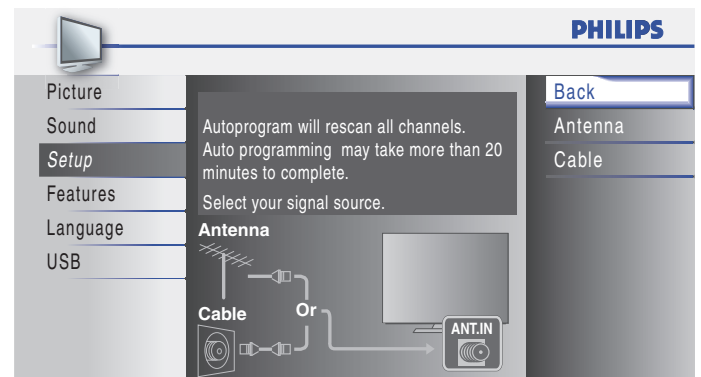 PHILIPS
Picture
Sound
Setup
Features
Language
USB
Autoprogram will rescan all channels.
Auto programming may take more than 20
minutes to complete.
Select your signal source.
Antenna
Cable
Or
ANT.IN
Back
Antenna
Cable